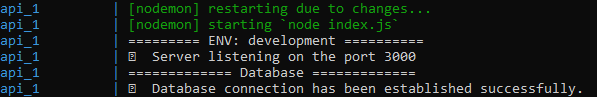 api_1 | [nodemon] restarting due to changes...
api_1 | [nodemon] starting `node index.js`
api_1 | ========= ENV: development ==========
api_1 | ⍰ Server listening on the port 3000
api_1 | ============= Database =============
api_1 | ⍰ Database connection has been established successfully.